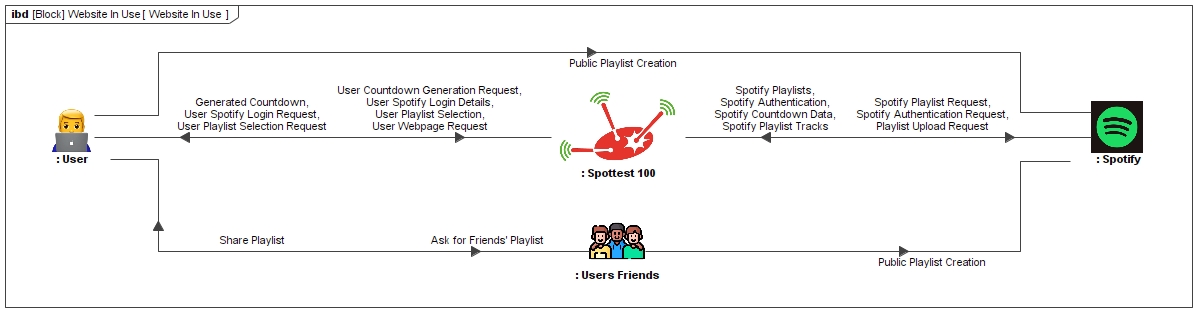 ibd [Block] Website In Use [ Website In Use ]
Public Playlist Creation
Generated Countdown,
User Spotify Login Request,
User Playlist Selection Request
User Countdown Generation Request,
User Spotify Login Details,
User Playlist Selection,
User Webpage Request
Spotify Playlists,
Spotify Authentication,
Spotify Countdown Data,
Spotify Playlist Tracks
Spotify Playlist Request,
Spotify Authentication Request,
Playlist Upload Request
: User
: Spottest 100
: Spotify
Share Playlist
Ask for Friends' Playlist
: Users Friends
Public Playlist Creation